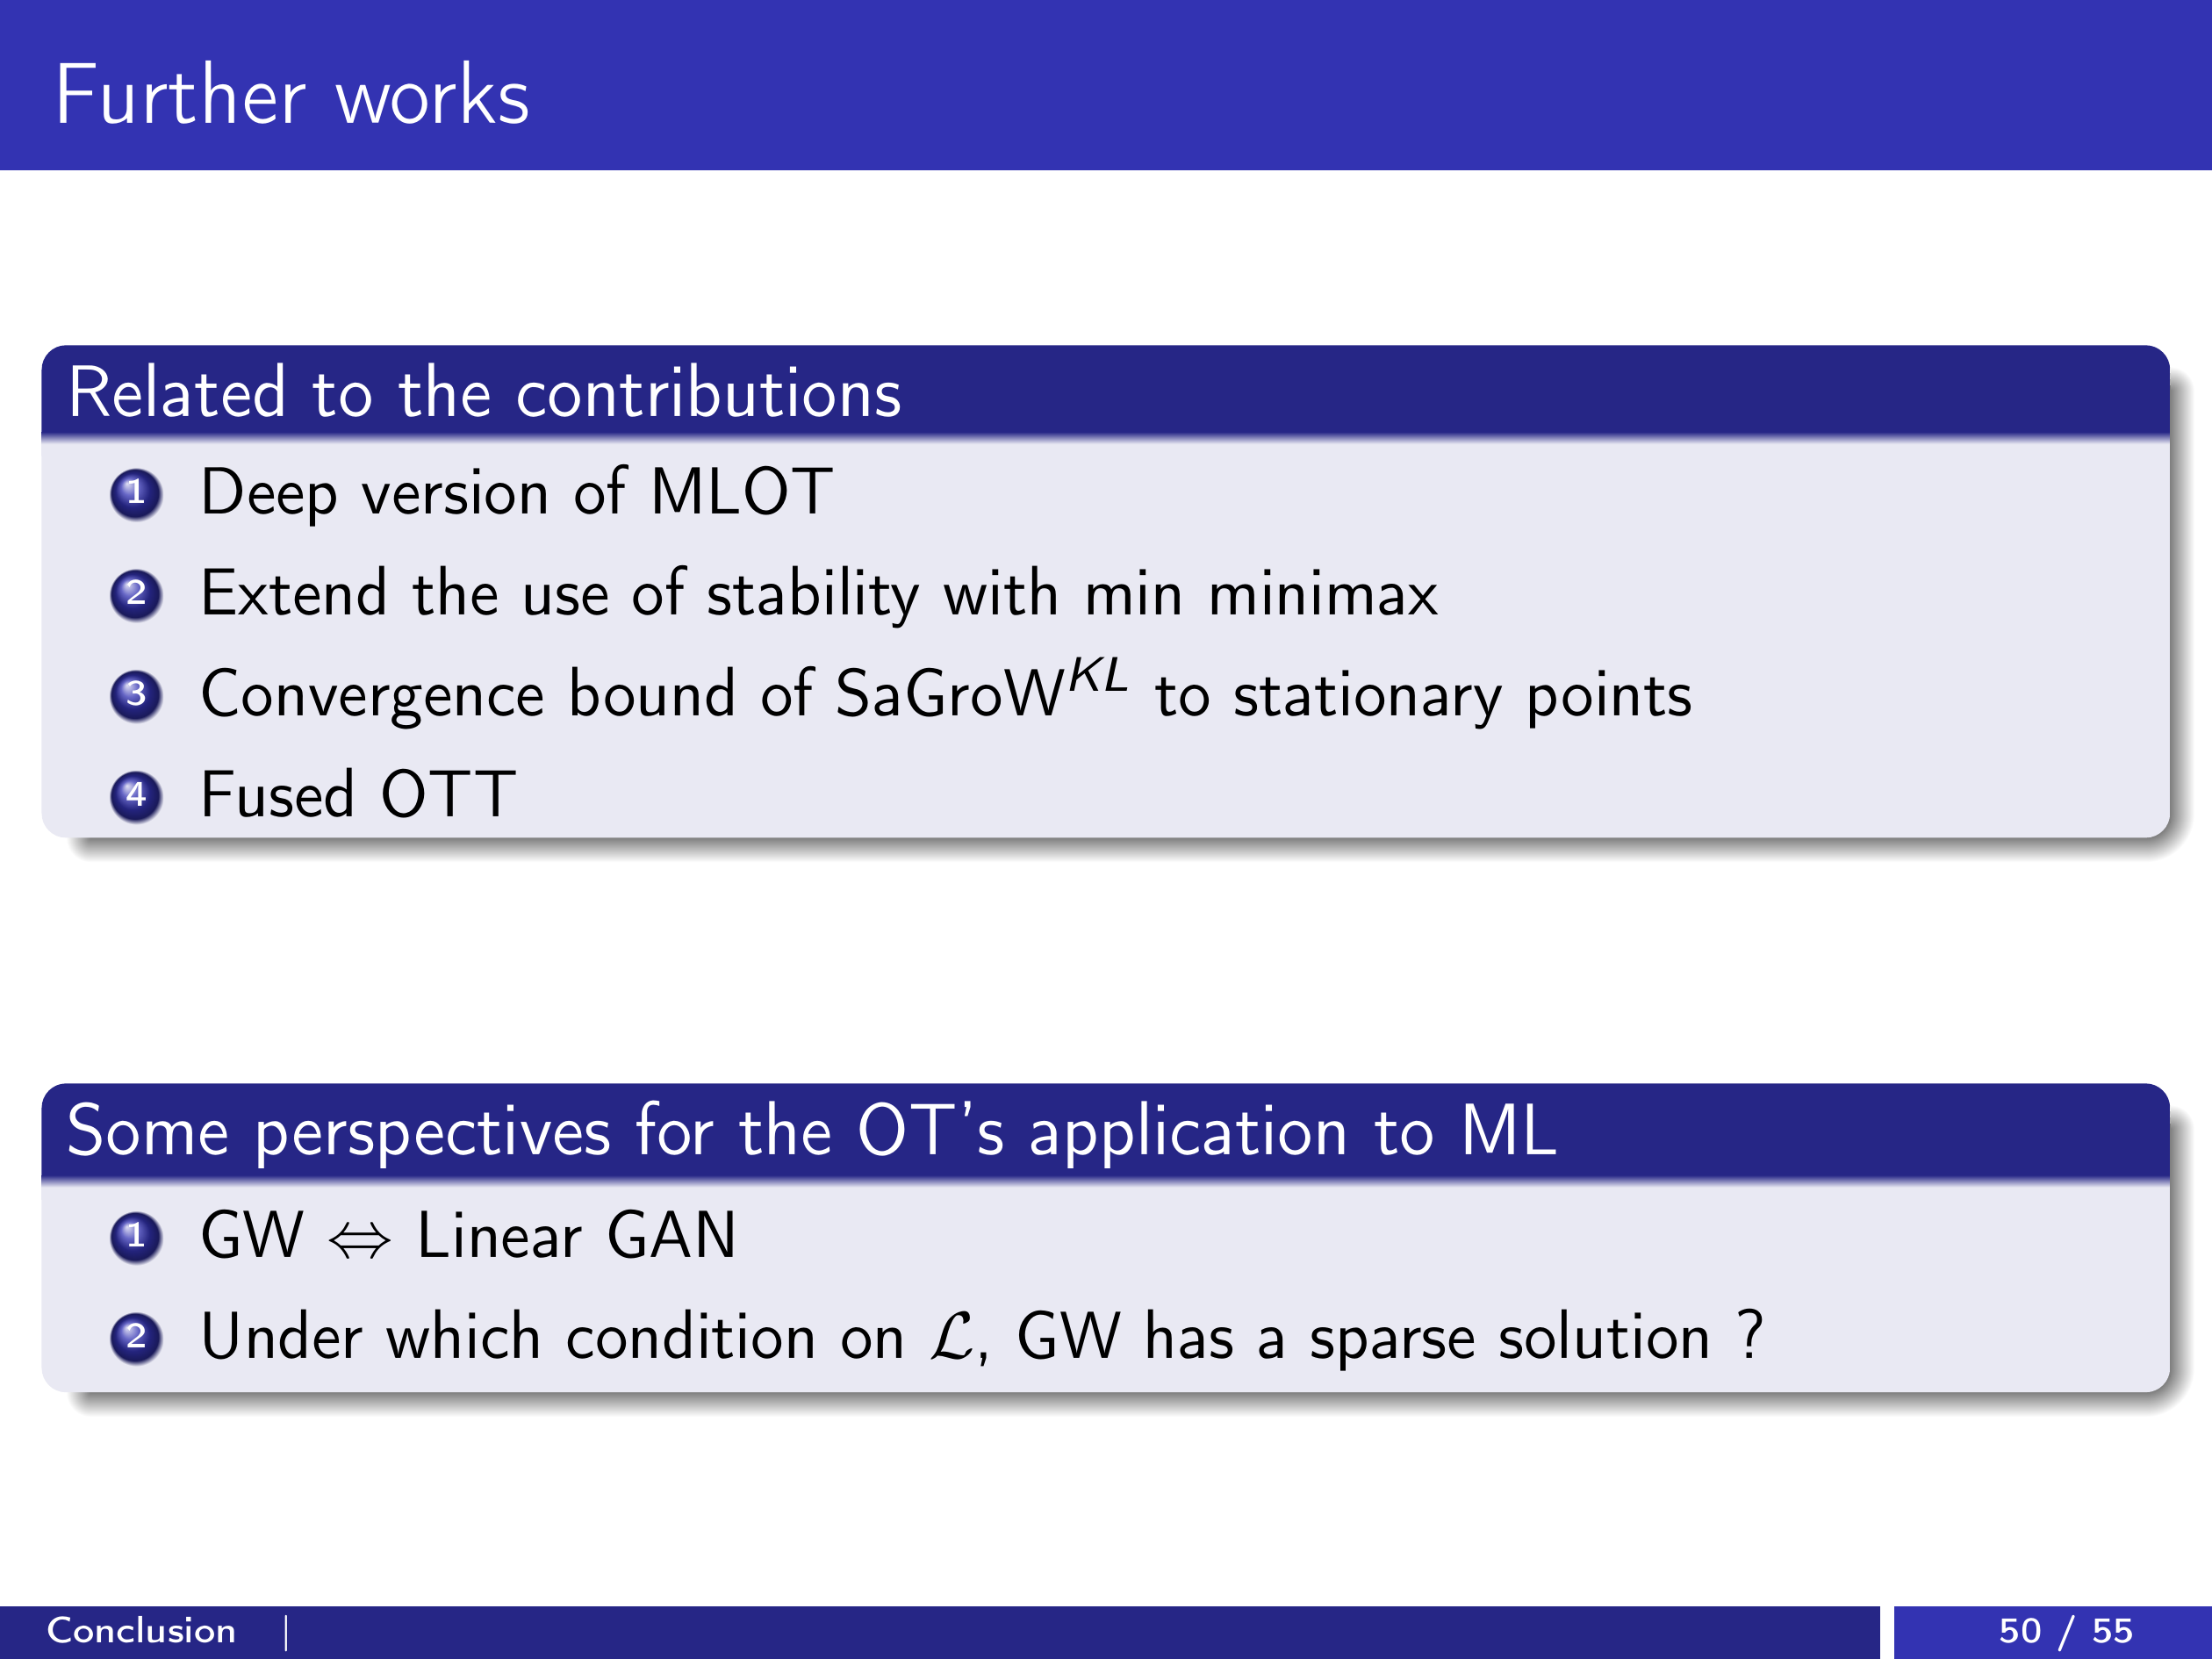 Further works
Related to the contributions
1 Deep version of MLOT
2 Extend the use of stability with min minimax
3 Convergence bound of SaGroW^{KL} to stationary points
4 Fused OTT
Some perspectives for the OT's application to ML
1 GW ⇔ Linear GAN
2 Under which condition on ℒ, GW has a sparse solution ?
Conclusion |
50 / 55